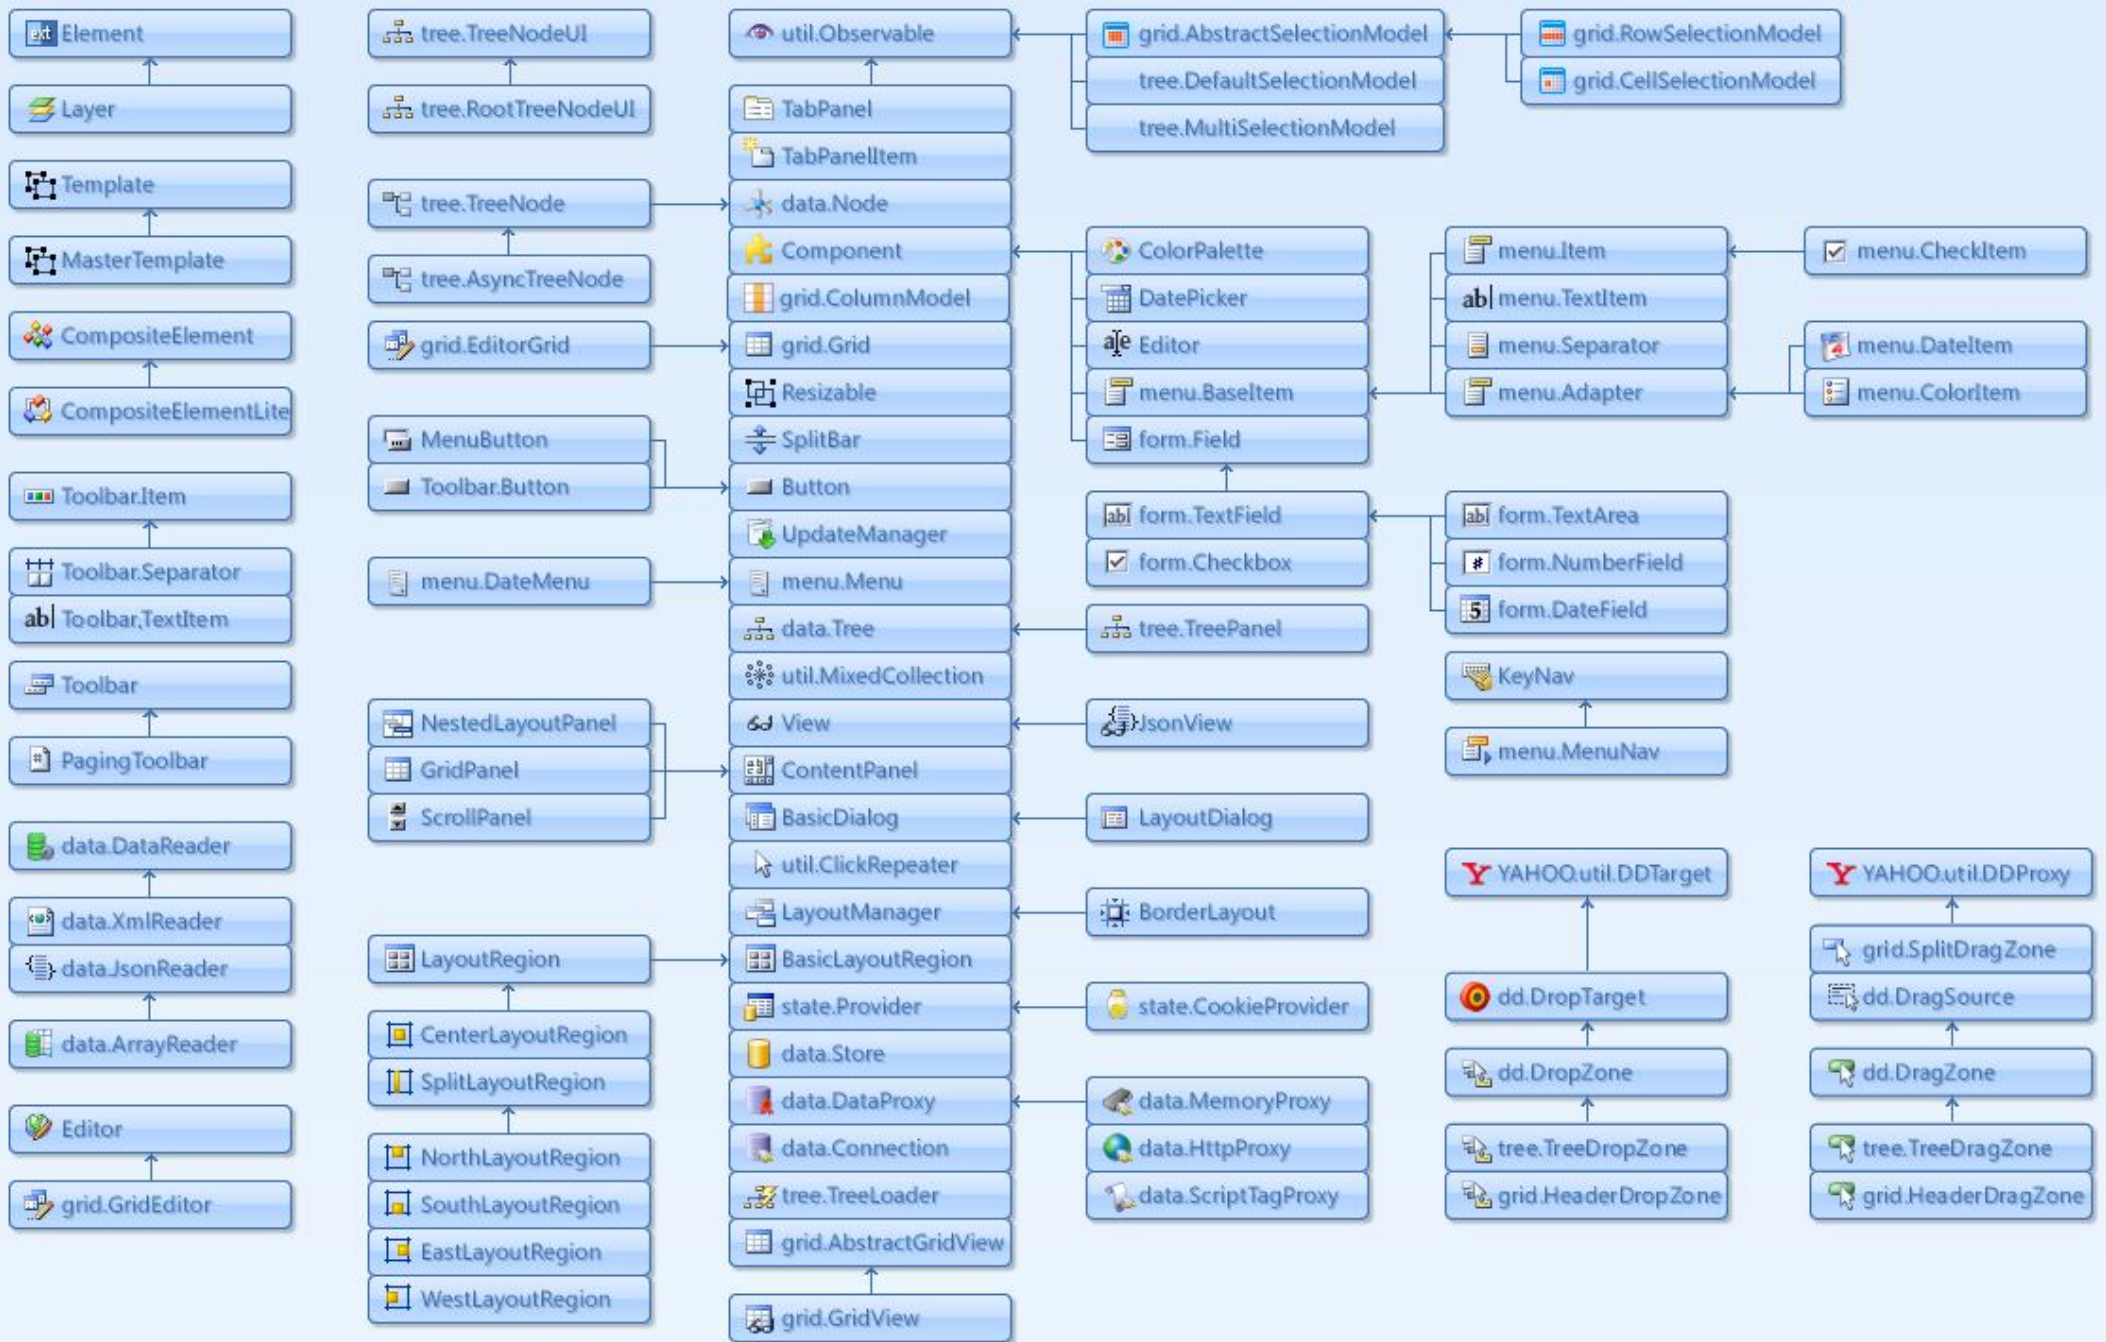 Element
Layer
Template
MasterTemplate
CompositeElement
CompositeElementLite
Toolbar.Item
Toolbar.Separator
Toolbar.TextItem
Toolbar
PagingToolbar
data.DataReader
data.XmlReader
data.JsonReader
data.ArrayReader
Editor
grid.GridEditor
tree.TreeNodeUI
tree.RootTreeNodeUI
tree.TreeNode
tree.AsyncTreeNode
grid.EditorGrid
MenuButton
Toolbar.Button
menu.DateMenu
NestedLayoutPanel
GridPanel
ScrollPanel
LayoutRegion
CenterLayoutRegion
SplitLayoutRegion
NorthLayoutRegion
SouthLayoutRegion
EastLayoutRegion
WestLayoutRegion
util.Observable
TabPanel
TabPanelItem
data.Node
Component
grid.ColumnModel
grid.Grid
Resizable
SplitBar
Button
UpdateManager
menu.Menu
data.Tree
util.MixedCollection
View
ContentPanel
BasicDialog
util.ClickRepeater
LayoutManager
BasicLayoutRegion
state.Provider
data.Store
data.DataProxy
data.Connection
tree.TreeLoader
grid.AbstractGridView
grid.GridView
grid.AbstractSelectionModel
tree.DefaultSelectionModel
tree.MultiSelectionModel
ColorPalette
DatePicker
Editor
menu.BaseItem
form.Field
form.TextField
form.Checkbox
tree.TreePanel
JsonView
LayoutDialog
BorderLayout
state.CookieProvider
data.MemoryProxy
data.HttpProxy
data.ScriptTagProxy
grid.RowSelectionModel
grid.CellSelectionModel
menu.Item
menu.TextItem
menu.Separator
menu.Adapter
form.TextArea
form.NumberField
form.DateField
KeyNav
menu.MenuNav
YAHOO.util.DDTarget
dd.DropTarget
dd.DropZone
tree.TreeDropZone
grid.HeaderDropZone
menu.CheckItem
menu.DateItem
menu.ColorItem
YAHOO.util.DDProxy
grid.SplitDragZone
dd.DragSource
dd.DragZone
tree.TreeDragZone
grid.HeaderDragZone